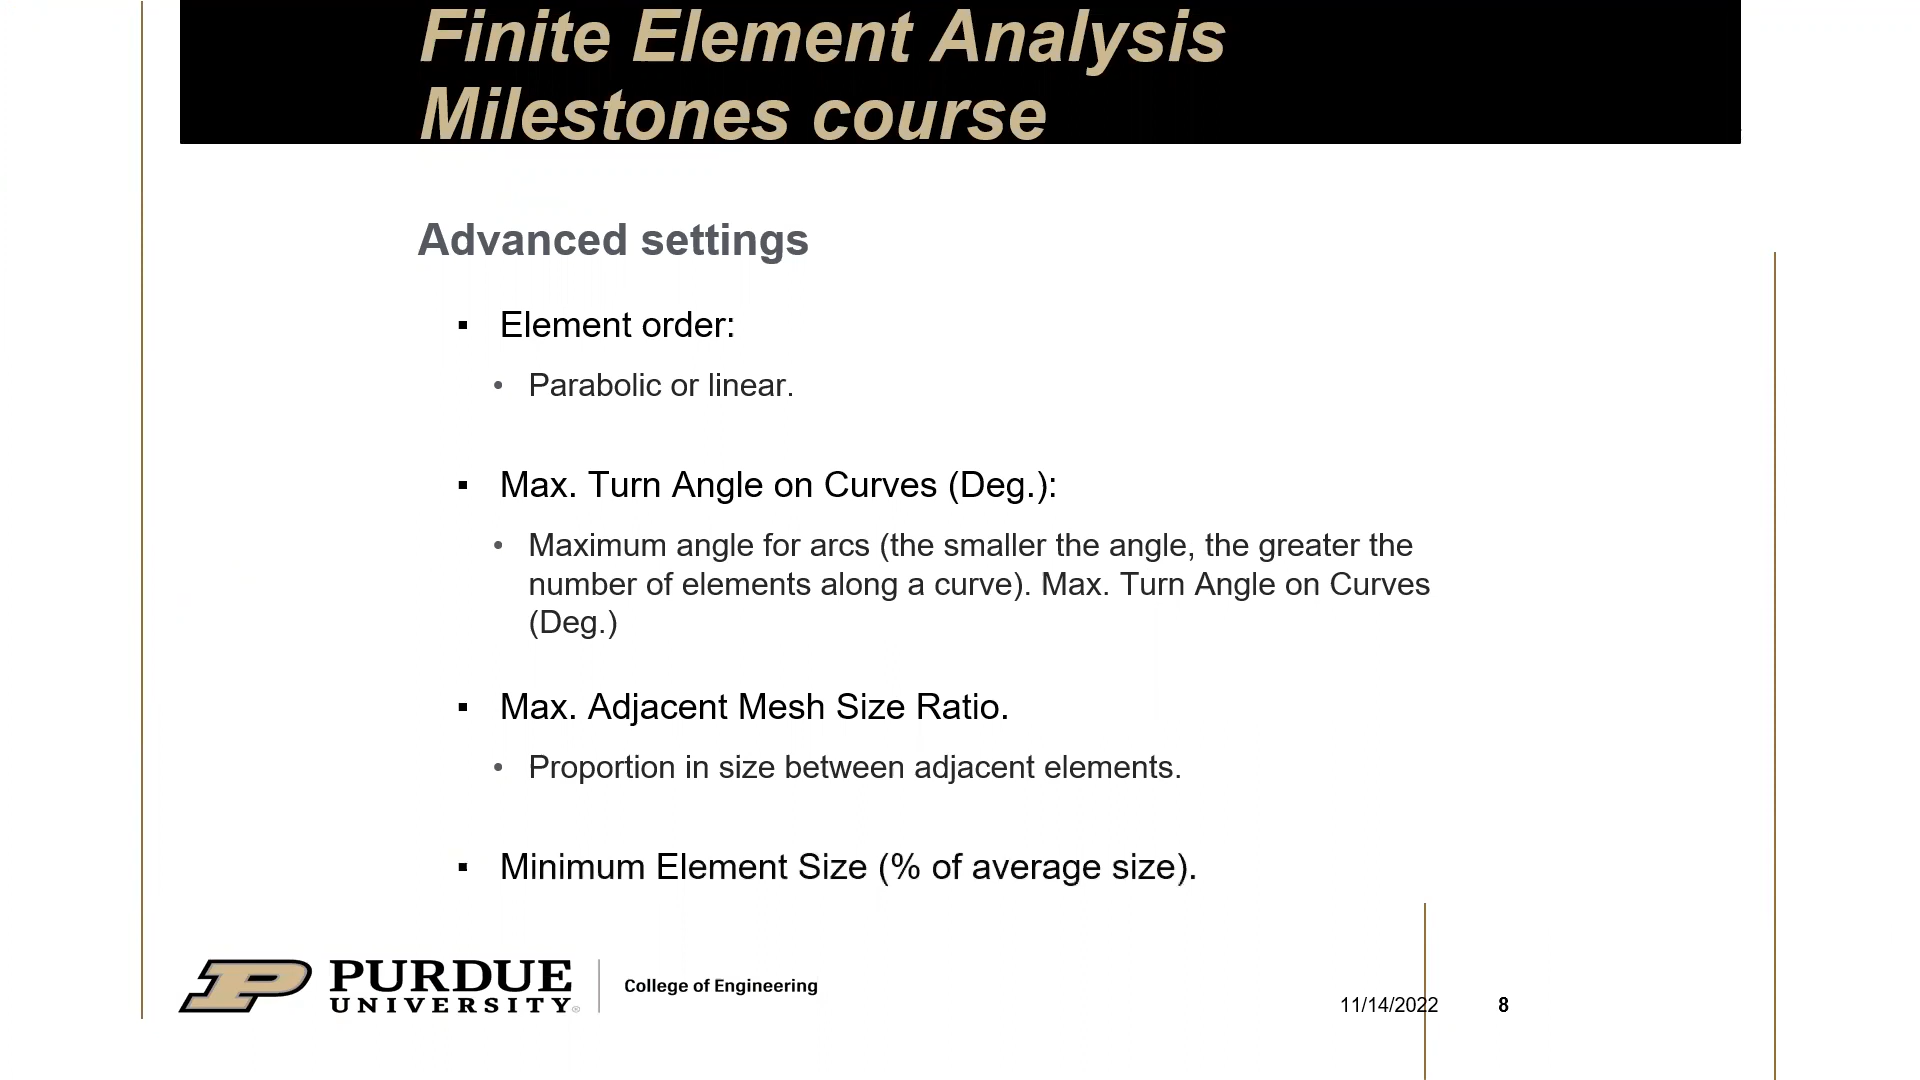 Finite Element Analysis
Milestones course
Advanced settings
▪ Element order:
• Parabolic or linear.
▪ Max. Turn Angle on Curves (Deg.):
• Maximum angle for arcs (the smaller the angle, the greater the
number of elements along a curve). Max. Turn Angle on Curves
(Deg.)
▪ Max. Adjacent Mesh Size Ratio.
• Proportion in size between adjacent elements.
▪ Minimum Element Size (% of average size).
P PURDUE
UNIVERSITY®
College of Engineering
11/14/2022 8